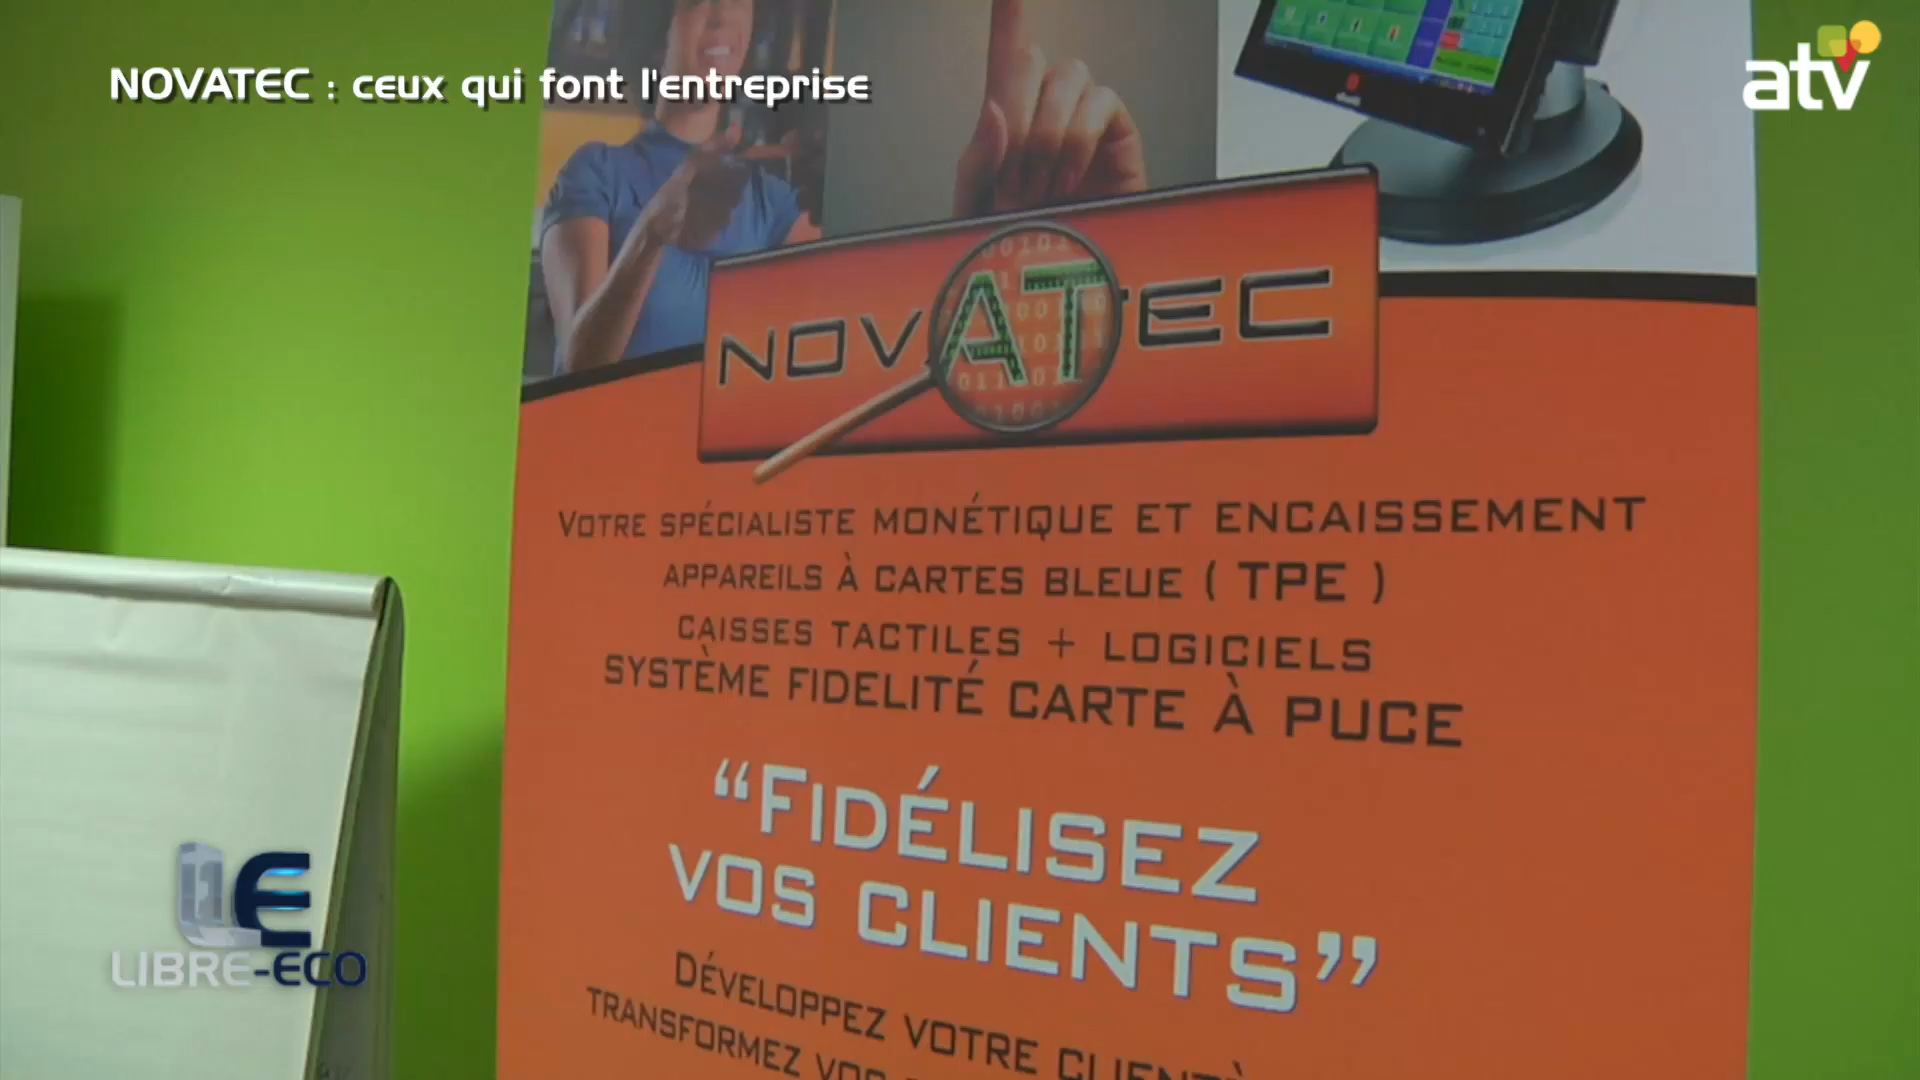 NOVATEC : ceux qui font l'entreprise
atv
NOVATEC
VOTRE SPÉCIALISTE MONÉTIQUE ET ENCAISSEMENT
APPAREILS À CARTES BLEUE ( TPE )
CAISSES TACTILES + LOGICIELS
SYSTÈME FIDELITÉ CARTE À PUCE
“FIDÉLISEZ
VOS CLIENTS”
DÉVELOPPEZ VOTRE
TRANSFORMEZ VOS
LE
LIBRE-ECO